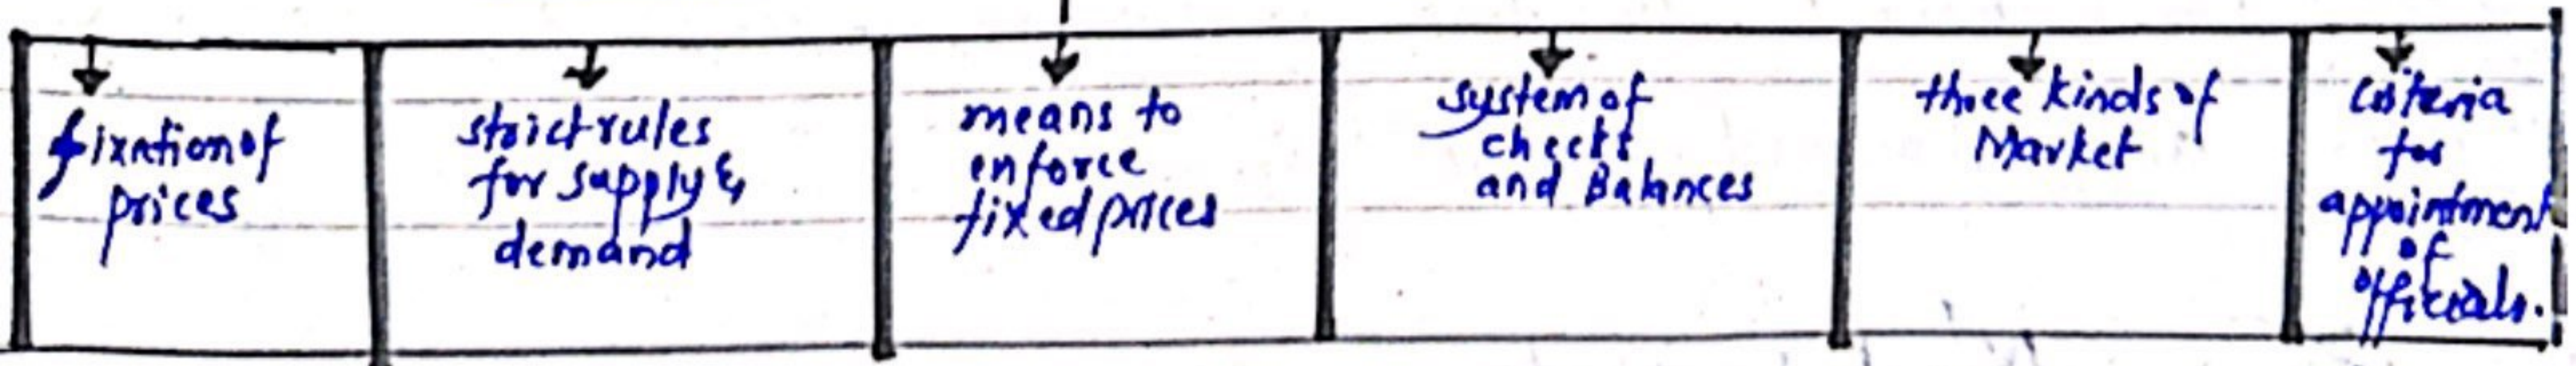 fixation of
prices
strict rules
for supply &
demand
means to
enforce
fixed prices
system of
checks
and Balances
three kinds of
Market
criteria
for
appointment
of
officials.